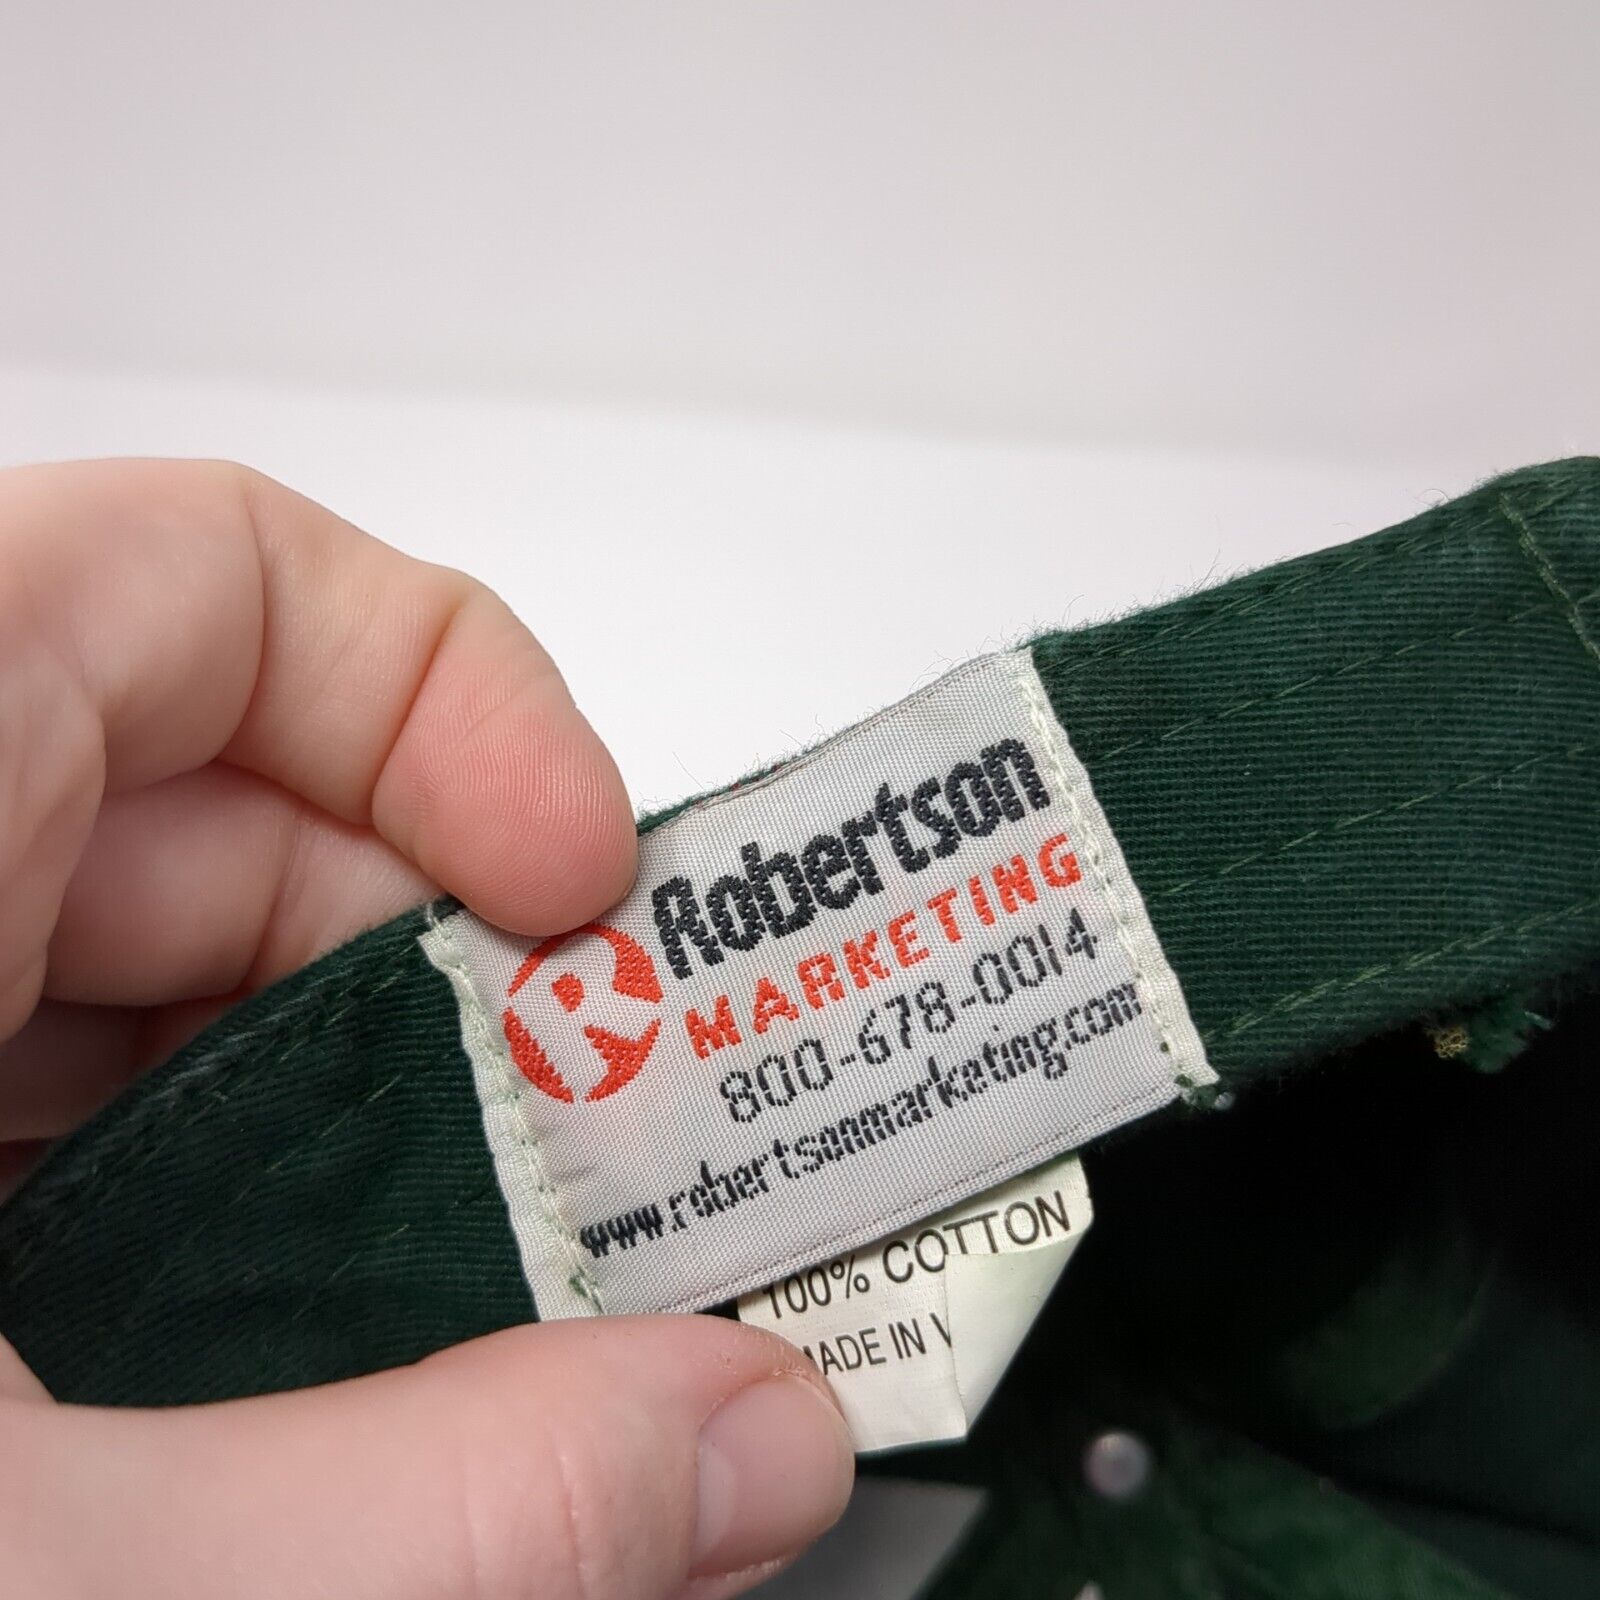 R
Robertson
MARKETING
800-678-0014
www.robertsonmarketing.com
100% COTTON
MADE IN V